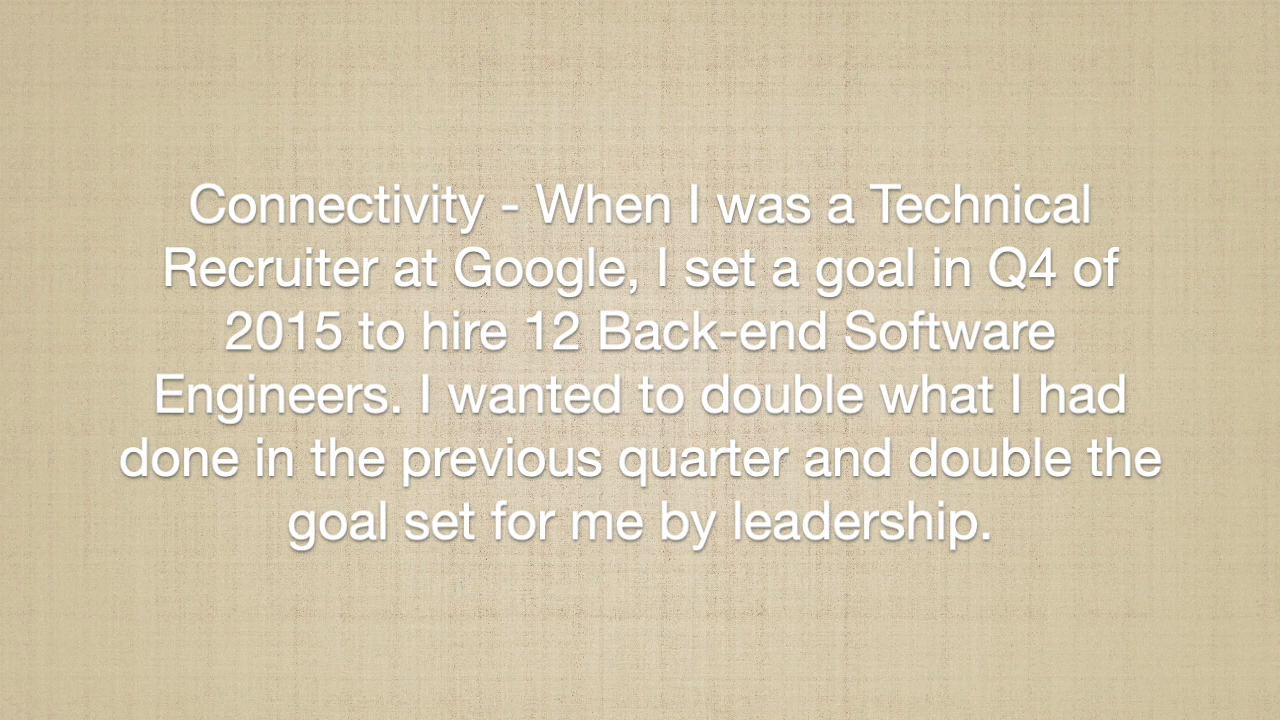 Connectivity - When I was a Technical
Recruiter at Google, I set a goal in Q4 of
2015 to hire 12 Back-end Software
Engineers. I wanted to double what I had
done in the previous quarter and double the
goal set for me by leadership.